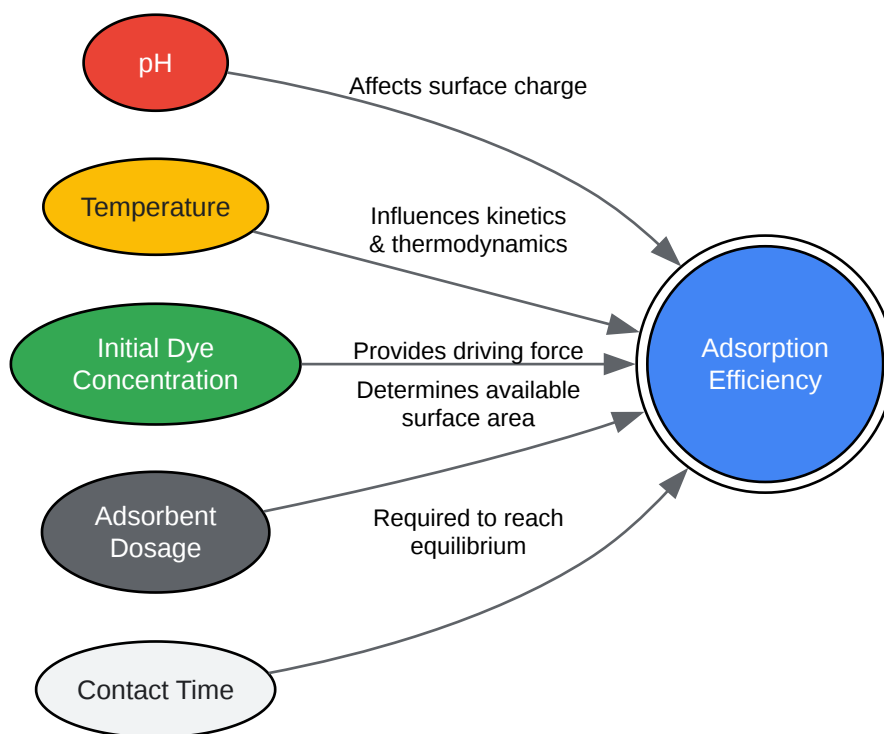 pH
Affects surface charge
Temperature
Influences kinetics
& thermodynamics
Initial Dye
Concentration
Provides driving force
Adsorption
Efficiency
Determines available
surface area
Adsorbent
Dosage
Required to reach
equilibrium
Contact Time